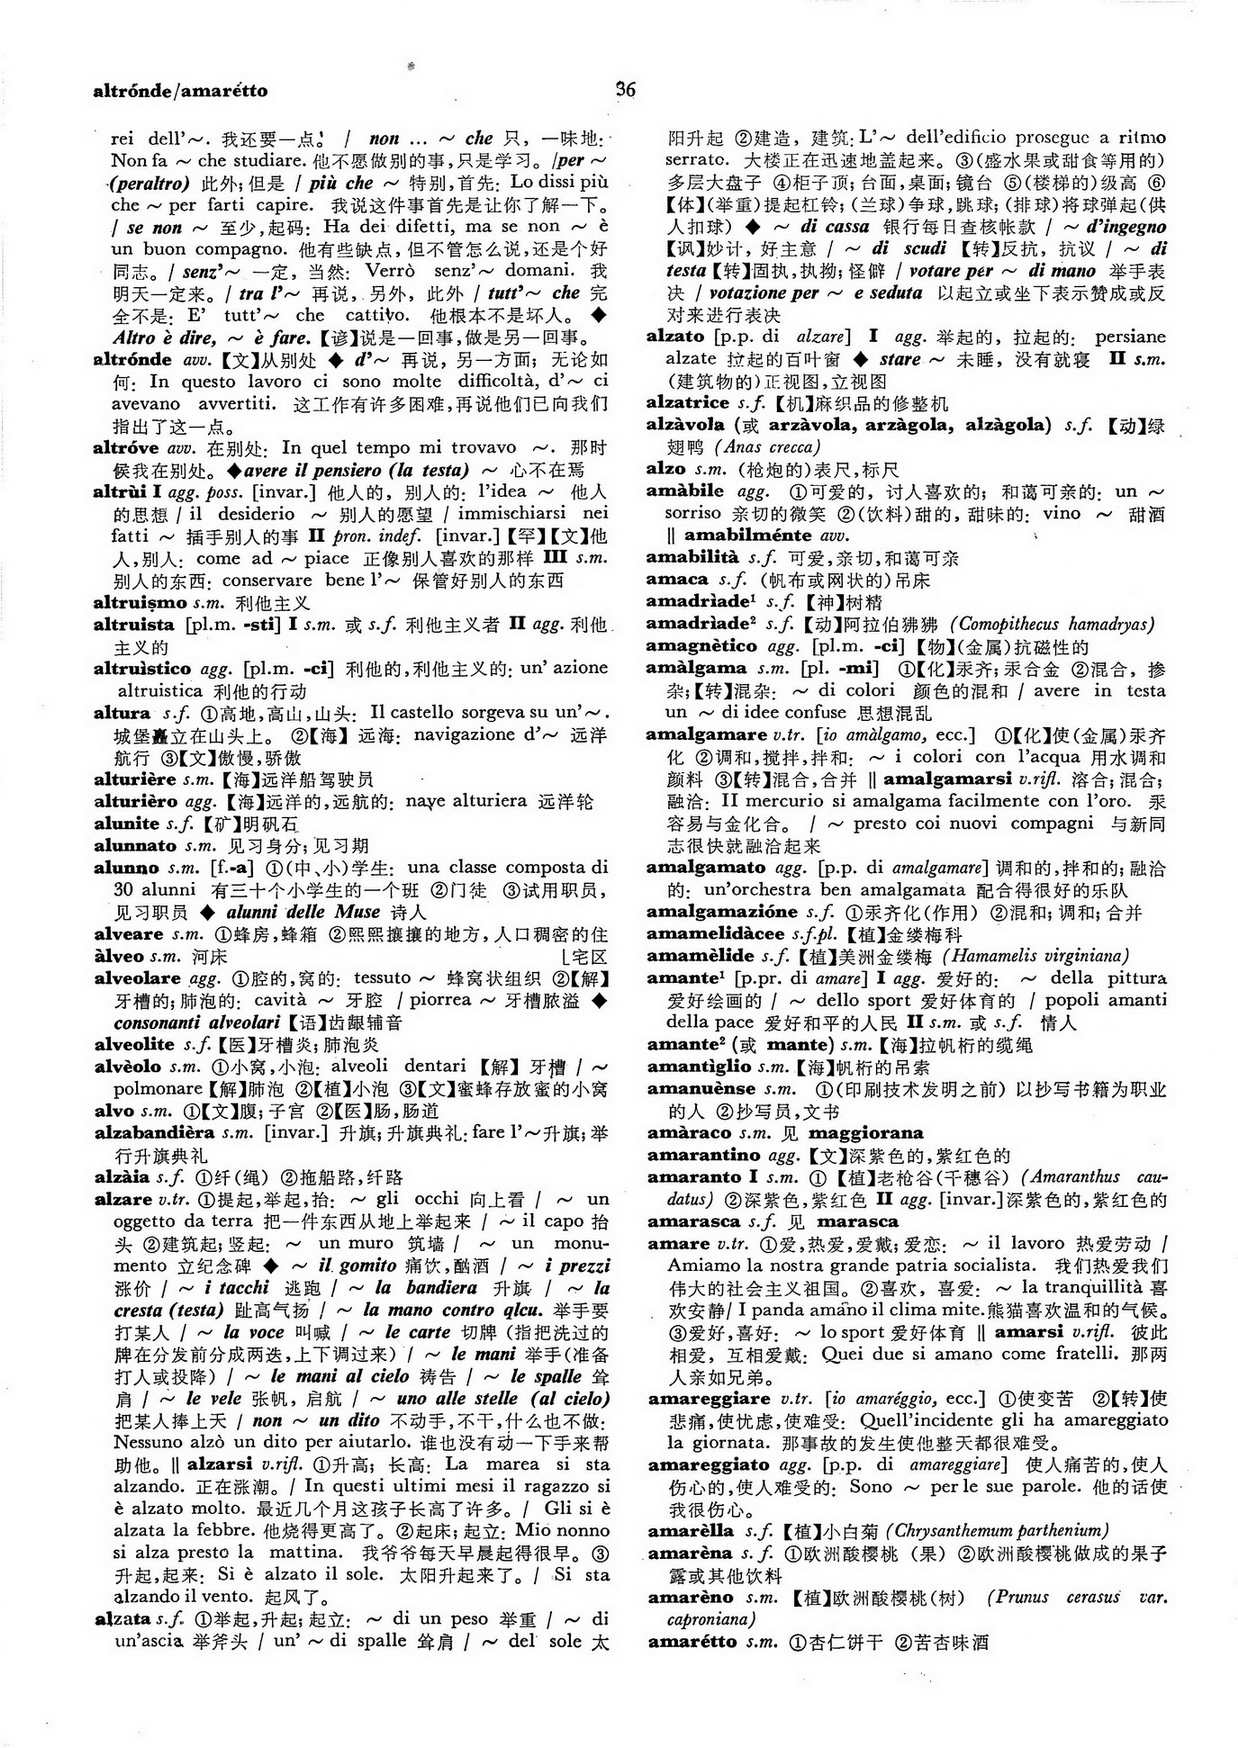 altrónde/amarétto
36
rei dell'～. 我还要一点! / non ... ～ che 只, 一味地:
Non fa ～ che studiare. 他不愿做别的事,只是学习。/per ～
(peraltro) 此外;但是 / più che ～ 特别,首先: Lo dissi più
che ～ per farti capire. 我说这件事首先是让你了解一下。
/ se non ～ 至少,起码: Ha dei difetti, ma se non ～ è
un buon compagno. 他有些缺点,但不管怎么说,还是个好
同志。/ senz'～ 一定, 当然: Verrò senz'～ domani. 我
明天一定来。/ tra l'～ 再说, 另外, 此外 / tutt'～ che 完
全不是: E' tutt'～ che cattivo. 他根本不是坏人。 ◆
Altro è dire, ～ è fare.【谚】说是一回事,做是另一回事。
altrónde avv. 【文】从别处 ◆ d'～ 再说, 另一方面; 无论如
何: In questo lavoro ci sono molte difficoltà, d'～ ci
avevano avvertiti. 这工作有许多困难,再说他们已向我们
指出了这一点。
altróve avv. 在别处: In quel tempo mi trovavo ～. 那时
侯我在别处。◆avere il pensiero (la testa) ～ 心不在焉
altrùi I agg. poss. [invar.] 他人的, 别人的: l'idea ～ 他人
的思想 / il desiderio ～ 别人的愿望 / immischiarsi nei
fatti ～ 插手别人的事 II pron. indef. [invar.]【罕】【文】他
人,别人: come ad ～ piace 正像别人喜欢的那样 III s.m.
别人的东西: conservare bene l'～ 保管好别人的东西
altruismo s.m. 利他主义
altruista [pl.m. -sti] I s.m. 或 s.f. 利他主义者 II agg. 利他
主义的
altruìstico agg. [pl.m. -ci] 利他的,利他主义的: un' azione
altruistica 利他的行动
altura s.f. ①高地,高山,山头: Il castello sorgeva su un'～.
城堡矗立在山头上。 ②【海】远海: navigazione d'～ 远洋
航行 ③【文】傲慢,骄傲
alturière s.m. 【海】远洋船驾驶员
alturièro agg. 【海】远洋的,远航的: nave alturiera 远洋轮
alunite s.f.【矿】明矾石
alunnato s.m. 见习身分;见习期
alunno s.m. [f.-a] ①(中、小)学生: una classe composta di
30 alunni 有三十个小学生的一个班 ②门徒 ③试用职员,
见习职员 ◆ alunni delle Muse 诗人
alveare s.m. ①蜂房,蜂箱 ②熙熙攘攘的地方,人口稠密的住
àlveo s.m. 河床 ⌊宅区
alveolare agg. ①腔的,窝的: tessuto ～ 蜂窝状组织 ②【解】
牙槽的;肺泡的: cavità ～ 牙腔 / piorrea ～ 牙槽脓溢 ◆
consonanti alveolari【语】齿龈辅音
alveolite s.f.【医】牙槽炎;肺泡炎
alvèolo s.m. ①小窝,小泡: alveoli dentari 【解】牙槽 / ～
polmonare【解】肺泡 ②【植】小泡 ③【文】蜜蜂存放蜜的小窝
alvo s.m. ①【文】腹;子宫 ②【医】肠,肠道
alzabandièra s.m. [invar.] 升旗;升旗典礼: fare l'～升旗;举
行升旗典礼
alzàia s.f. ①纤(绳) ②拖船路,纤路
alzare v.tr. ①提起,举起,抬: ～ gli occhi 向上看 / ～ un
oggetto da terra 把一件东西从地上举起来 / ～ il capo 抬
头 ②建筑起;竖起: ～ un muro 筑墙 / ～ un monu-
mento 立纪念碑 ◆ ～ il gomito 痛饮,酗酒 / ～ i prezzi
涨价 / ～ i tacchi 逃跑 / ～ la bandiera 升旗 / ～ la
cresta (testa) 趾高气扬 / ～ la mano contro qlcu. 举手要
打某人 / ～ la voce 叫喊 / ～ le carte 切牌 (指把洗过的
牌在分发前分成两迭,上下调过来) / ～ le mani 举手(准备
打人或投降) / ～ le mani al cielo 祷告 / ～ le spalle 耸
肩 / ～ le vele 张帆, 启航 / ～ uno alle stelle (al cielo)
把某人捧上天 / non ～ un dito 不动手,不干,什么也不做:
Nessuno alzò un dito per aiutarlo. 谁也没有动一下手来帮
助他。‖ alzarsi v.rifl. ①升高; 长高: La marea si sta
alzando. 正在涨潮。/ In questi ultimi mesi il ragazzo si
è alzato molto. 最近几个月这孩子长高了许多。/ Gli si è
alzata la febbre. 他烧得更高了。②起床;起立: Mio nonno
si alza presto la mattina. 我爷爷每天早晨起得很早。③
升起,起来: Si è alzato il sole. 太阳升起来了。/ Si sta
alzando il vento. 起风了。
alzata s.f. ①举起,升起;起立: ～ di un peso 举重 / ～ di
un'ascia 举斧头 / un' ～ di spalle 耸肩 / ～ del sole 太
阳升起 ②建造, 建筑: L'～ dell'edificio prosegue a ritmo
serrato. 大楼正在迅速地盖起来。③(盛水果或甜食等用的)
多层大盘子 ④柜子顶;台面,桌面;镜台 ⑤(楼梯的)级高 ⑥
【体】(举重)提起杠铃;(兰球)争球,跳球;(排球)将球弹起(供
人扣球) ◆ ～ di cassa 银行每日查核帐款 / ～ d'ingegno
【讽】妙计, 好主意 / ～ di scudi 【转】反抗, 抗议 / ～ di
testa【转】固执,执拗;怪僻 / votare per ～ di mano 举手表
决 / votazione per ～ e seduta 以起立或坐下表示赞成或反
对来进行表决
alzato [p.p. di alzare] I agg. 举起的, 拉起的: persiane
alzate 拉起的百叶窗 ◆ stare ～ 未睡, 没有就寝 II s.m.
(建筑物的)正视图,立视图
alzatrice s.f.【机】麻织品的修整机
alzàvola (或 arzàvola, arzàgola, alzàgola) s.f. 【动】绿
翅鸭 (Anas crecca)
alzo s.m. (枪炮的)表尺,标尺
amàbile agg. ①可爱的, 讨人喜欢的; 和蔼可亲的: un ～
sorriso 亲切的微笑 ②(饮料)甜的, 甜味的: vino ～ 甜酒
‖ amabilménte avv.
amabilità s.f. 可爱,亲切,和蔼可亲
amaca s.f. (帆布或网状的)吊床
amadrìade¹ s.f.【神】树精
amadrìade² s.f.【动】阿拉伯狒狒 (Comopithecus hamadryas)
amagnètico agg. [pl.m. -ci]【物】(金属)抗磁性的
amàlgama s.m. [pl. -mi] ①【化】汞齐;汞合金 ②混合, 掺
杂;【转】混杂: ～ di colori 颜色的混和 / avere in testa
un ～ di idee confuse 思想混乱
amalgamare v.tr. [io amàlgamo, ecc.] ①【化】使(金属)汞齐
化 ②调和,搅拌,拌和: ～ i colori con l'acqua 用水调和
颜料 ③【转】混合,合并 ‖ amalgamarsi v.rifl. 溶合;混合;
融洽: Il mercurio si amalgama facilmente con l'oro. 汞
容易与金化合。/ ～ presto coi nuovi compagni 与新同
志很快就融洽起来
amalgamato agg. [p.p. di amalgamare] 调和的,拌和的;融洽
的: un'orchestra ben amalgamata 配合得很好的乐队
amalgamazióne s.f. ①汞齐化(作用) ②混和;调和;合并
amamelidàcee s.f.pl.【植】金缕梅科
amamèlide s.f.【植】美洲金缕梅 (Hamamelis virginiana)
amante¹ [p.pr. di amare] I agg. 爱好的: ～ della pittura
爱好绘画的 / ～ dello sport 爱好体育的 / popoli amanti
della pace 爱好和平的人民 II s.m. 或 s.f. 情人
amante² (或 mante) s.m.【海】拉帆桁的缆绳
amantìglio s.m.【海】帆桁的吊索
amanuènse s.m. ①(印刷技术发明之前) 以抄写书籍为职业
的人 ②抄写员,文书
amàraco s.m. 见 maggiorana
amarantino agg. 【文】深紫色的,紫红色的
amaranto I s.m. ① 【植】老枪谷(千穗谷) (Amaranthus cau-
datus) ②深紫色,紫红色 II agg. [invar.]深紫色的,紫红色的
amarasca s.f. 见 marasca
amare v.tr. ①爱,热爱,爱戴;爱恋: ～ il lavoro 热爱劳动 /
Amiamo la nostra grande patria socialista. 我们热爱我们
伟大的社会主义祖国。②喜欢, 喜爱: ～ la tranquillità 喜
欢安静/ I panda amano il clima mite.熊猫喜欢温和的气候。
③爱好,喜好: ～ lo sport 爱好体育 ‖ amarsi v.rifl. 彼此
相爱, 互相爱戴: Quei due si amano come fratelli. 那两
人亲如兄弟。
amareggiare v.tr. [io amaréggio, ecc.] ①使变苦 ②【转】使
悲痛,使忧虑,使难受: Quell'incidente gli ha amareggiato
la giornata. 那事故的发生使他整天都很难受。
amareggiato agg. [p.p. di amareggiare] 使人痛苦的,使人
伤心的,使人难受的: Sono ～ per le sue parole. 他的话使
我很伤心。
amarèlla s.f.【植】小白菊 (Chrysanthemum parthenium)
amarèna s. f. ①欧洲酸樱桃 (果) ②欧洲酸樱桃做成的果子
露或其他饮料
amarèno s.m. 【植】欧洲酸樱桃(树) (Prunus cerasus var.
caproniana)
amarétto s.m. ①杏仁饼干 ②苦杏味酒